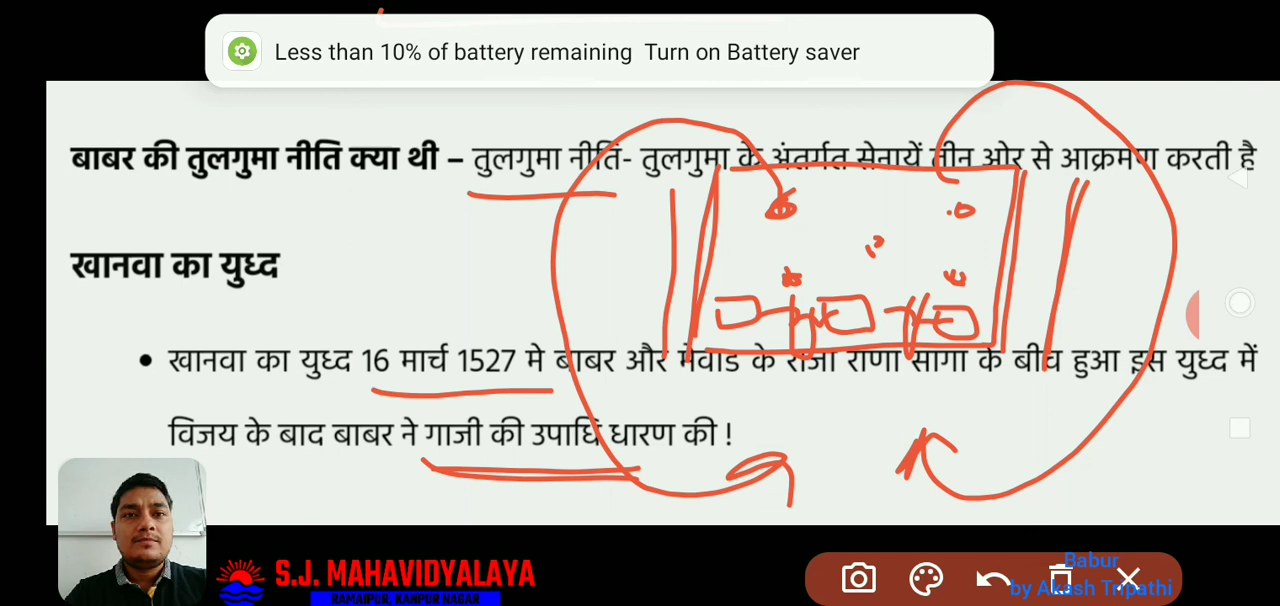 Less than 10% of battery remaining Turn on Battery saver
बाबर की तुलगुमा नीति क्या थी – तुलगुमा नीति- तुलगुमा के अंतर्गत सेनायें तीन ओर से आक्रमण करती है
खानवा का युध्द
• खानवा का युध्द 16 मार्च 1527 मे बाबर और मेवाड के राजा राणा सांगा के बीच हुआ इस युध्द में
विजय के बाद बाबर ने गाजी की उपाधि धारण की !
S.J. MAHAVIDYALAYA
RAMAIPUR, KANPUR NAGAR
Babur
by Akash Tripathi